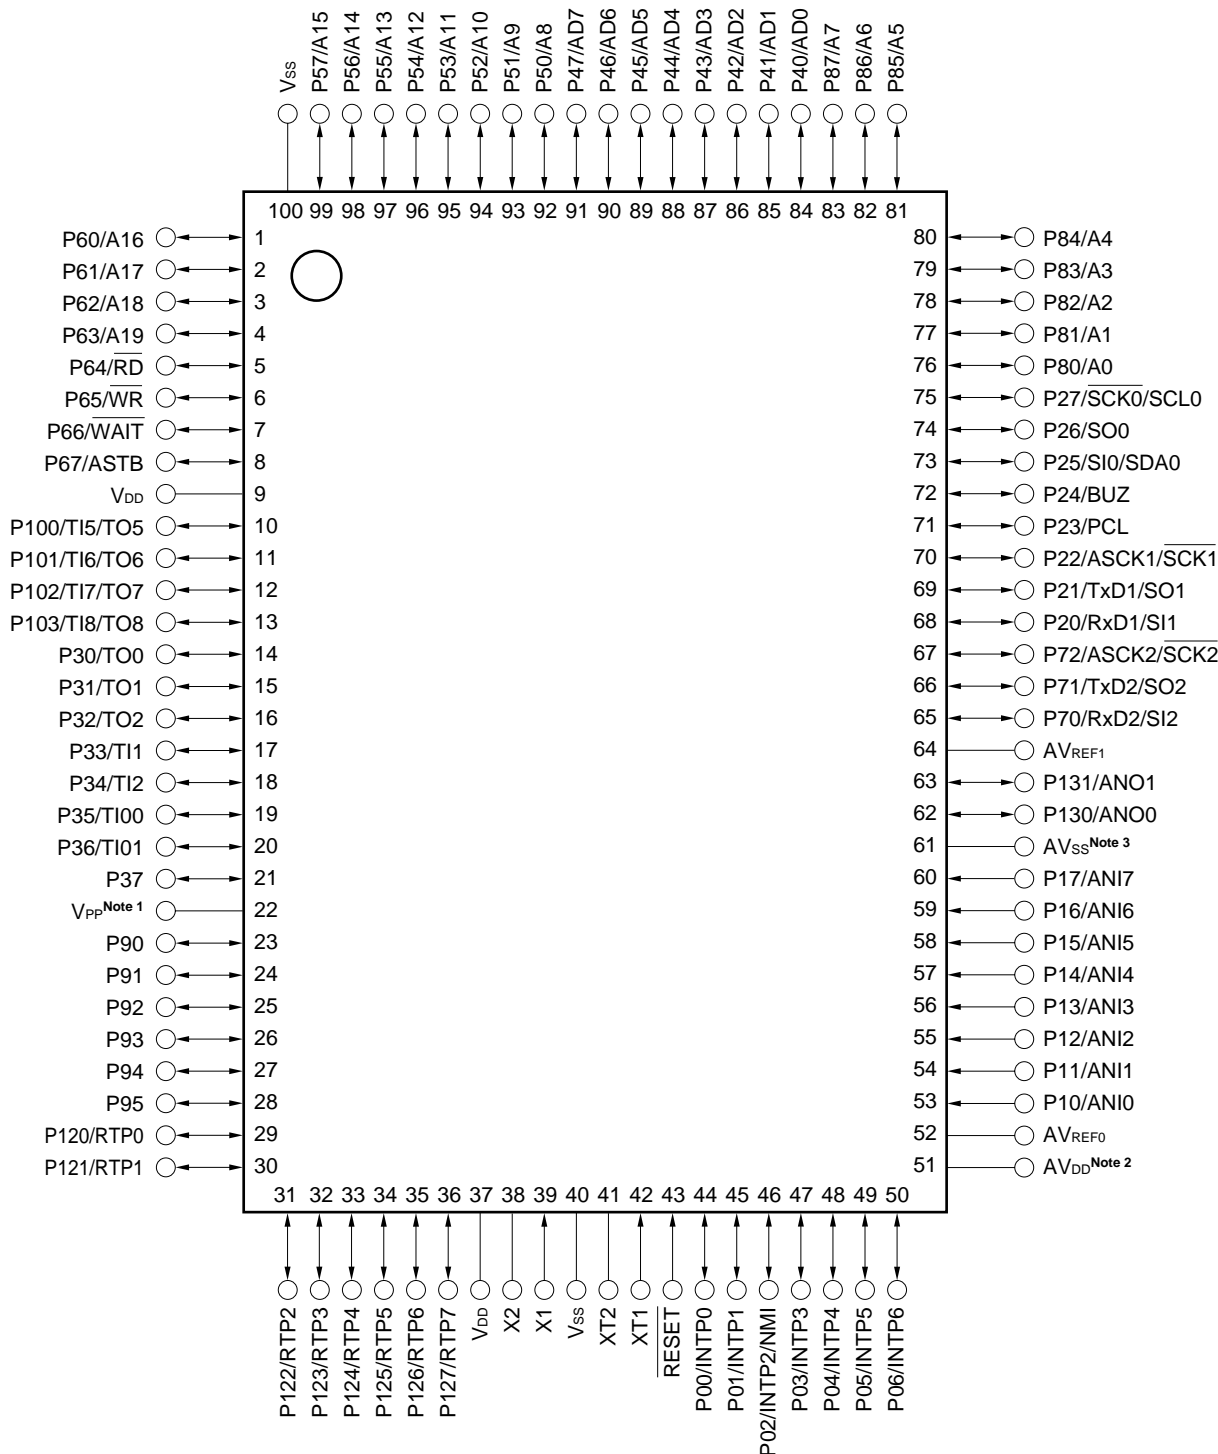 VSS
P57/A15
P56/A14
P55/A13
P54/A12
P53/A11
P52/A10
P51/A9
P50/A8
P47/AD7
P46/AD6
P45/AD5
P44/AD4
P43/AD3
P42/AD2
P41/AD1
P40/AD0
P87/A7
P86/A6
P85/A5
100 99 98 97 96 95 94 93 92 91 90 89 88 87 86 85 84 83 82 81
P60/A16 1
P61/A17 2
P62/A18 3
P63/A19 4
P64/RD 5
P65/WR 6
P66/WAIT 7
P67/ASTB 8
VDD 9
P100/TI5/TO5 10
P101/TI6/TO6 11
P102/TI7/TO7 12
P103/TI8/TO8 13
P30/TO0 14
P31/TO1 15
P32/TO2 16
P33/TI1 17
P34/TI2 18
P35/TI00 19
P36/TI01 20
P37 21
VPP Note 1 22
P90 23
P91 24
P92 25
P93 26
P94 27
P95 28
P120/RTP0 29
P121/RTP1 30
80 P84/A4
79 P83/A3
78 P82/A2
77 P81/A1
76 P80/A0
75 P27/SCK0/SCL0
74 P26/SO0
73 P25/SI0/SDA0
72 P24/BUZ
71 P23/PCL
70 P22/ASCK1/SCK1
69 P21/TxD1/SO1
68 P20/RxD1/SI1
67 P72/ASCK2/SCK2
66 P71/TxD2/SO2
65 P70/RxD2/SI2
64 AVREF1
63 P131/ANO1
62 P130/ANO0
61 AVSS Note 3
60 P17/ANI7
59 P16/ANI6
58 P15/ANI5
57 P14/ANI4
56 P13/ANI3
55 P12/ANI2
54 P11/ANI1
53 P10/ANI0
52 AVREF0
51 AVDD Note 2
31 32 33 34 35 36 37 38 39 40 41 42 43 44 45 46 47 48 49 50
P122/RTP2
P123/RTP3
P124/RTP4
P125/RTP5
P126/RTP6
P127/RTP7
VDD
X2
X1
VSS
XT2
XT1
RESET
P00/INTP0
P01/INTP1
P02/INTP2/NMI
P03/INTP3
P04/INTP4
P05/INTP5
P06/INTP6